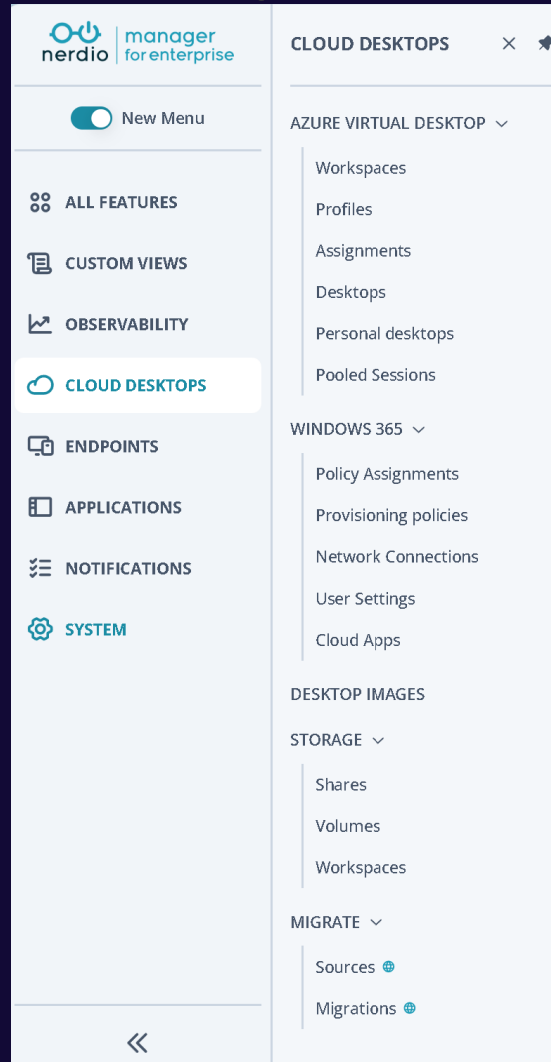 nerdio manager
for enterprise
New Menu
ALL FEATURES
CUSTOM VIEWS
OBSERVABILITY
CLOUD DESKTOPS
ENDPOINTS
APPLICATIONS
NOTIFICATIONS
SYSTEM
CLOUD DESKTOPS
AZURE VIRTUAL DESKTOP
Workspaces
Profiles
Assignments
Desktops
Personal desktops
Pooled Sessions
WINDOWS 365
Policy Assignments
Provisioning policies
Network Connections
User Settings
Cloud Apps
DESKTOP IMAGES
STORAGE
Shares
Volumes
Workspaces
MIGRATE
Sources
Migrations